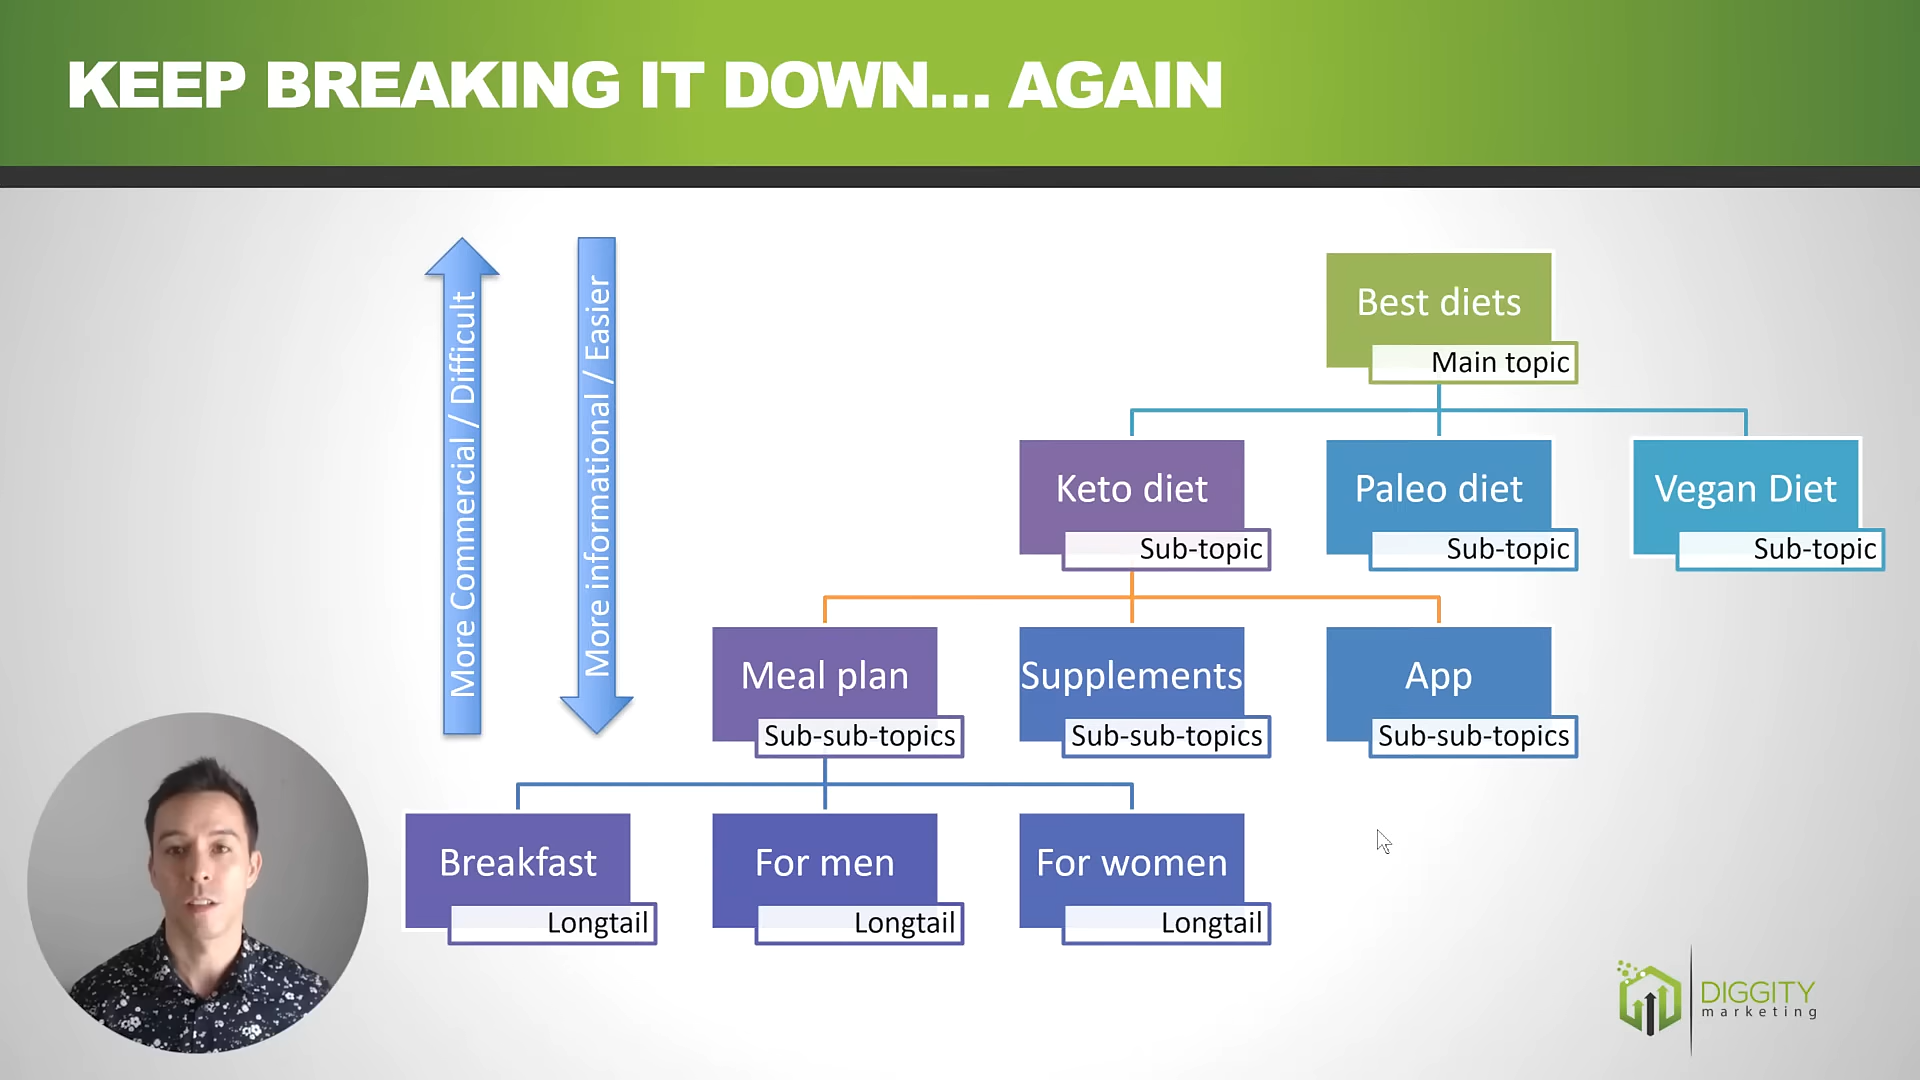 KEEP BREAKING IT DOWN... AGAIN
More Commercial / Difficult
More informational / Easier
Best diets
Main topic
Keto diet
Sub-topic
Paleo diet
Sub-topic
Vegan Diet
Sub-topic
Meal plan
Sub-sub-topics
Supplements
Sub-sub-topics
App
Sub-sub-topics
Breakfast
Longtail
For men
Longtail
For women
Longtail
DIGGITY
marketing